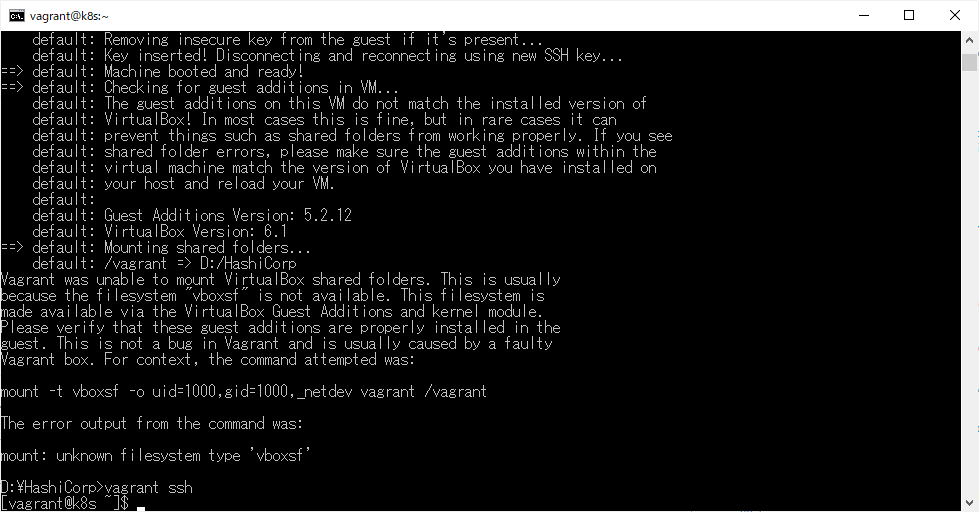 vagrant@k8s:~
default: Removing insecure key from the guest if it's present...
default: Key inserted! Disconnecting and reconnecting using new SSH key...
==> default: Machine booted and ready!
==> default: Checking for guest additions in VM...
default: The guest additions on this VM do not match the installed version of
default: VirtualBox! In most cases this is fine, but in rare cases it can
default: prevent things such as shared folders from working properly. If you see
default: shared folder errors, please make sure the guest additions within the
default: virtual machine match the version of VirtualBox you have installed on
default: your host and reload your VM.
default:
default: Guest Additions Version: 5.2.12
default: VirtualBox Version: 6.1
==> default: Mounting shared folders...
default: /vagrant => D:/HashiCorp
Vagrant was unable to mount VirtualBox shared folders. This is usually
because the filesystem "vboxsf" is not available. This filesystem is
made available via the VirtualBox Guest Additions and kernel module.
Please verify that these guest additions are properly installed in the
guest. This is not a bug in Vagrant and is usually caused by a faulty
Vagrant box. For context, the command attempted was:
mount -t vboxsf -o uid=1000,gid=1000,_netdev vagrant /vagrant
The error output from the command was:
mount: unknown filesystem type 'vboxsf'
D:¥HashiCorp>vagrant ssh
[vagrant@k8s ~]$